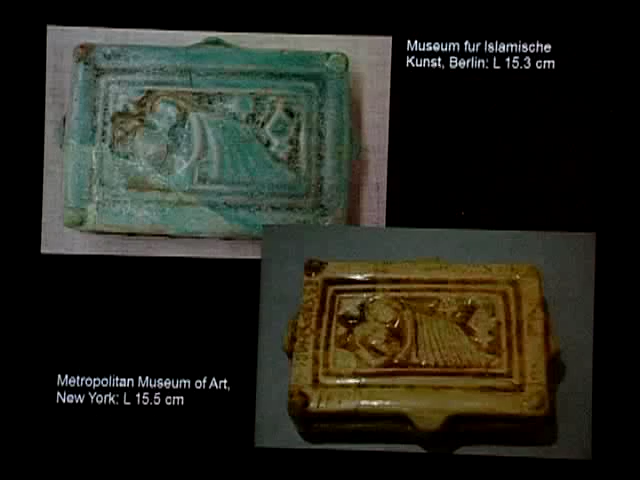 Museum fur Islamische
Kunst, Berlin: L 15.3 cm
Metropolitan Museum of Art,
New York: L 15.5 cm